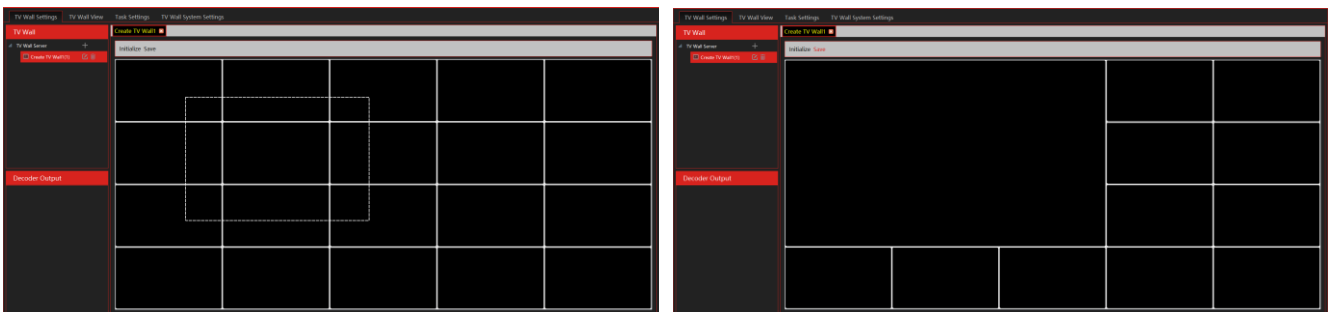 TV Wall Settings TV Wall View Task Settings TV Wall System Settings
TV Wall
Create TV Wall1
TV Wall Server
Initialize Save
Create TV Wall1(1)
Decoder Output
TV Wall Settings TV Wall View Task Settings TV Wall System Settings
TV Wall
Create TV Wall1
TV Wall Server
Initialize Save
Create TV Wall1(1)
Decoder Output